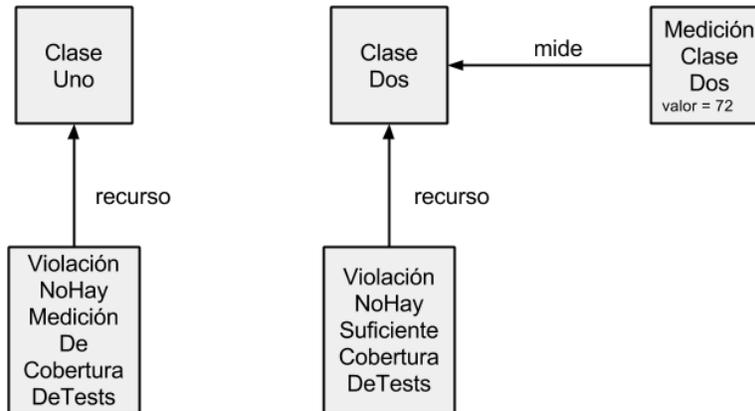 Clase
Uno
Clase
Dos
mide
Medición
Clase
Dos
valor = 72
recurso
recurso
Violación
NoHay
Medición
De
Cobertura
DeTests
Violación
NoHay
Suficiente
Cobertura
DeTests